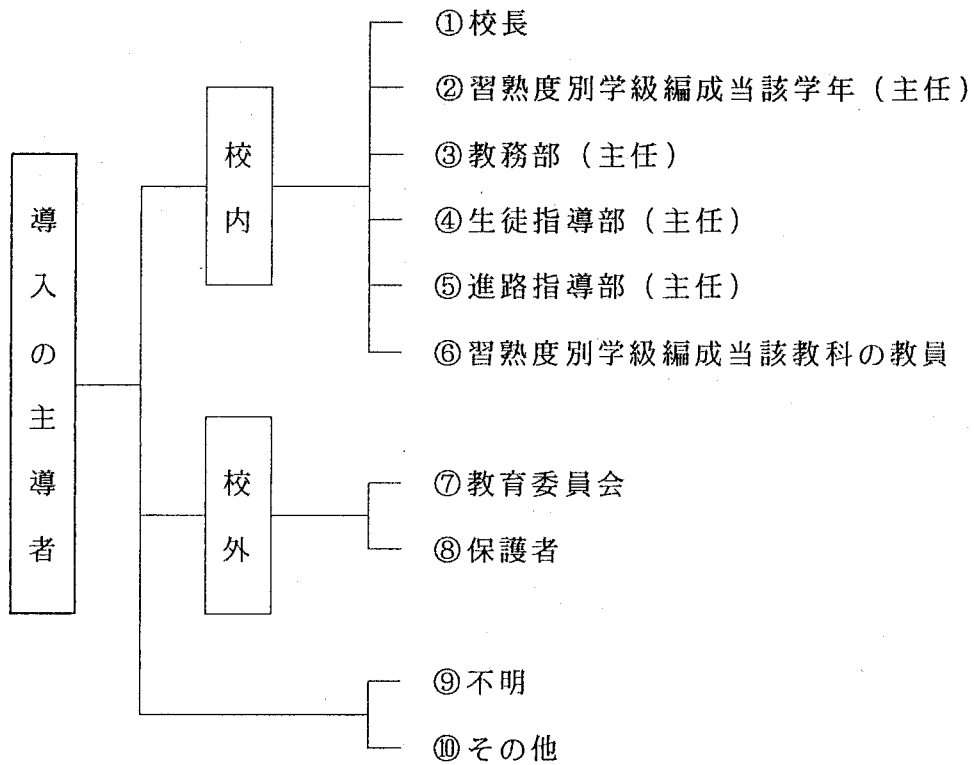 導入の主導者
校内
①校長
②習熟度別学級編成当該学年（主任）
③教務部（主任）
④生徒指導部（主任）
⑤進路指導部（主任）
⑥習熟度別学級編成当該教科の教員
校外
⑦教育委員会
⑧保護者
⑨不明
⑩その他